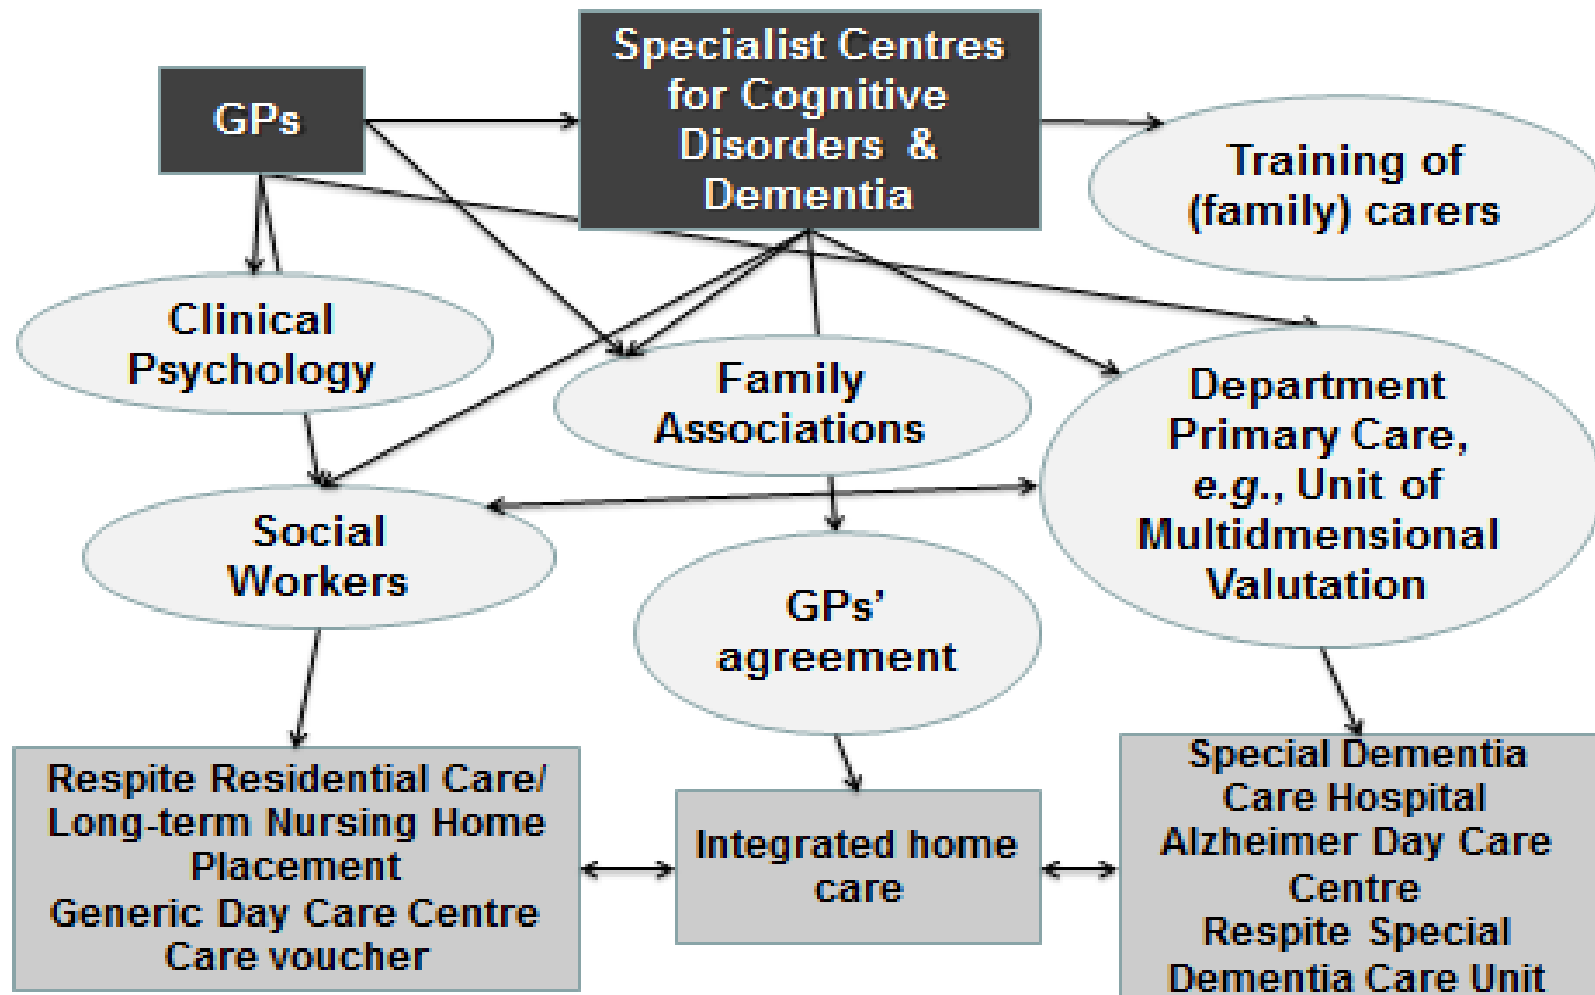 GPs
Specialist Centres
for Cognitive
Disorders &
Dementia
Training of
(family) carers
Clinical
Psychology
Family
Associations
Department
Primary Care,
e.g., Unit of
Multidmensional
Valutation
Social
Workers
GPs’
agreement
Respite Residential Care/
Long-term Nursing Home
Placement
Generic Day Care Centre
Care voucher
Integrated home
care
Special Dementia
Care Hospital
Alzheimer Day Care
Centre
Respite Special
Dementia Care Unit